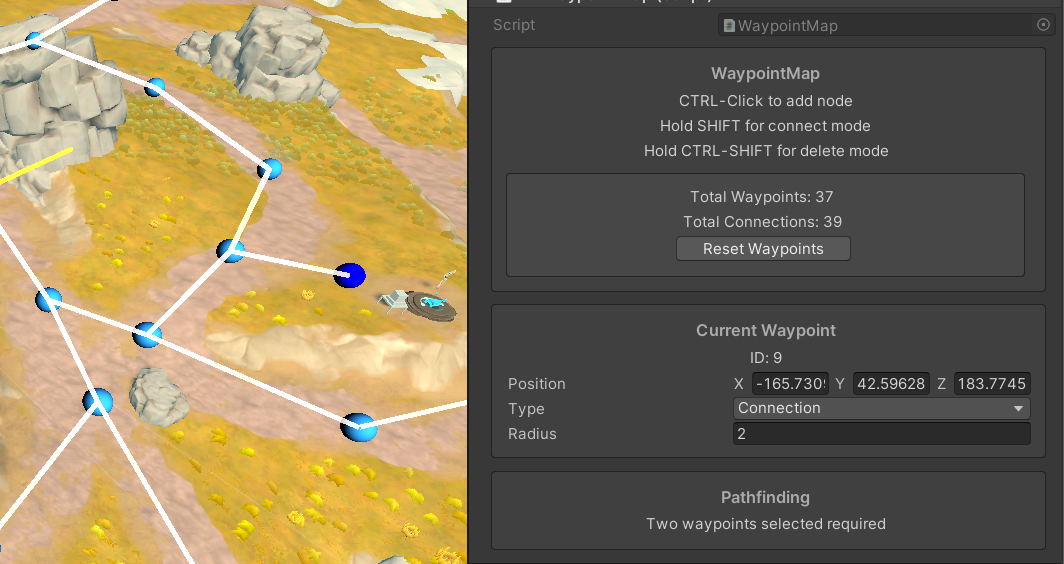 Script WaypointMap
WaypointMap
CTRL-Click to add node
Hold SHIFT for connect mode
Hold CTRL-SHIFT for delete mode
Total Waypoints: 37
Total Connections: 39
Reset Waypoints
Current Waypoint
ID: 9
Position X -165.730 Y 42.59628 Z 183.7745
Type Connection
Radius 2
Pathfinding
Two waypoints selected required